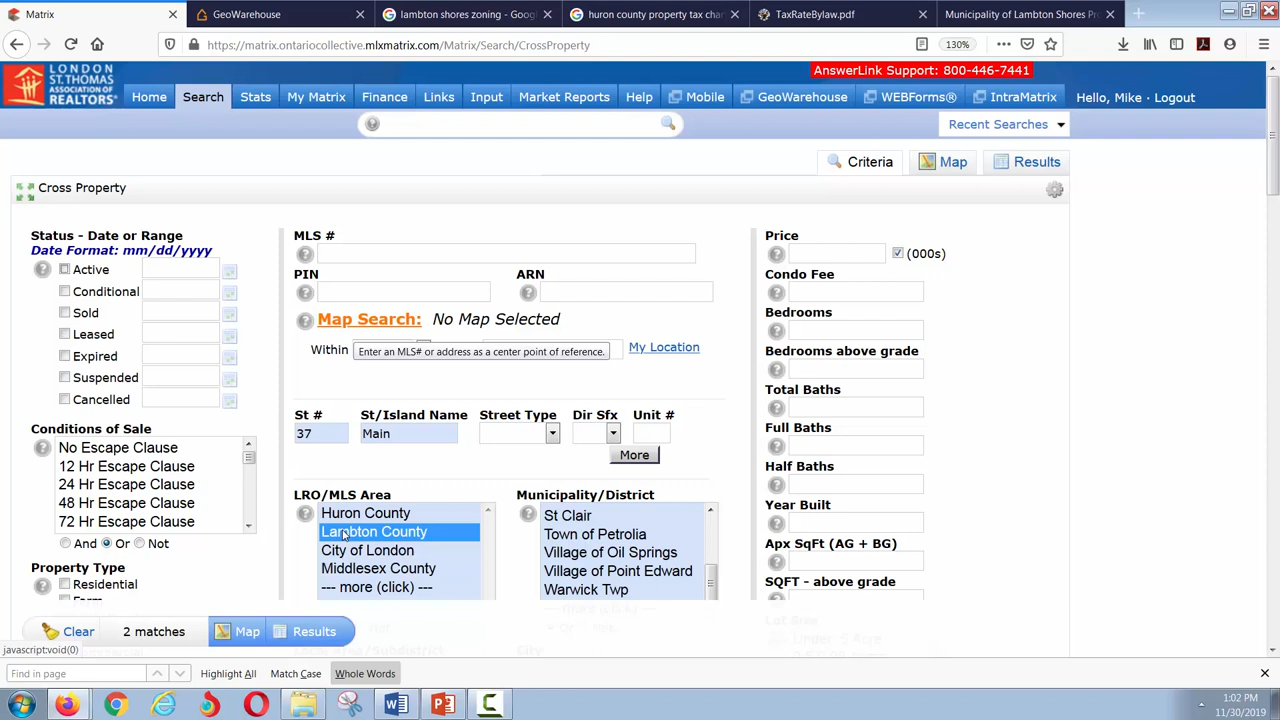 Matrix
GeoWarehouse
lambton shores zoning - Googl
huron county property tax char
TaxRateBylaw.pdf
Municipality of Lambton Shores Pr
https://matrix.ontariocollective.mlxmatrix.com/Matrix/Search/CrossProperty
130%
AnswerLink Support: 800-446-7441
LONDON
ST.THOMAS
ASSOCIATION OF
REALTORS®
Home
Search
Stats
My Matrix
Finance
Links
Input
Market Reports
Help
Mobile
GeoWarehouse
WEBForms®
IntraMatrix
Hello, Mike · Logout
Recent Searches
Criteria
Map
Results
Cross Property
Status - Date or Range
Date Format: mm/dd/yyyy
Active
Conditional
Sold
Leased
Expired
Suspended
Cancelled
Conditions of Sale
No Escape Clause
12 Hr Escape Clause
24 Hr Escape Clause
48 Hr Escape Clause
72 Hr Escape Clause
And Or Not
Property Type
Residential
Farm
MLS #
PIN
ARN
Map Search: No Map Selected
Within
Enter an MLS# or address as a center point of reference.
My Location
St # St/Island Name Street Type Dir Sfx Unit #
37 Main
More
LRO/MLS Area
Huron County
Lambton County
City of London
Middlesex County
--- more (click) ---
Municipality/District
St Clair
Town of Petrolia
Village of Oil Springs
Village of Point Edward
Warwick Twp
Price
(000s)
Condo Fee
Bedrooms
Bedrooms above grade
Total Baths
Full Baths
Half Baths
Year Built
Apx SqFt (AG + BG)
SQFT - above grade
Clear
2 matches
Map
Results
javascript:void(0)
Find in page
Highlight All
Match Case
Whole Words
1:02 PM
11/30/2019